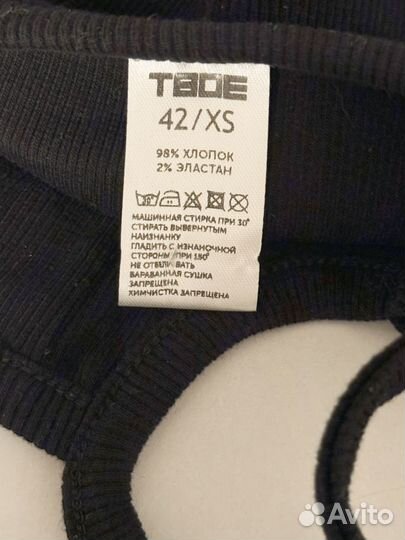 ТВОЕ
42/XS
98% ХЛОПОК
2% ЭЛАСТАН
МАШИННАЯ СТИРКА ПРИ 30°
СТИРАТЬ ВЫВЕРНУТЫМ
НАИЗНАНКУ
ГЛАДИТЬ С ИЗНАНОЧНОЙ
СТОРОНЫ ПРИ 150°
НЕ ОТБЕЛИВАТЬ
БАРАБАННАЯ СУШКА
ЗАПРЕЩЕНА
ХИМЧИСТКА ЗАПРЕЩЕНА
Avito